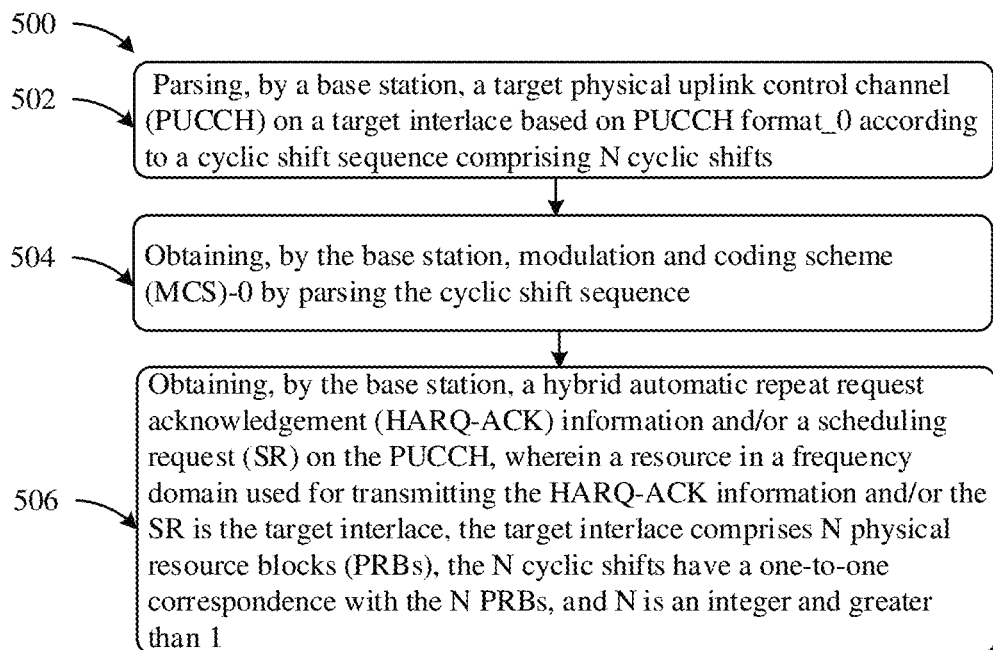 500
502
Parsing, by a base station, a target physical uplink control channel
(PUCCH) on a target interlace based on PUCCH format_0 according
to a cyclic shift sequence comprising N cyclic shifts
504
Obtaining, by the base station, modulation and coding scheme
(MCS)-0 by parsing the cyclic shift sequence
506
Obtaining, by the base station, a hybrid automatic repeat request
acknowledgement (HARQ-ACK) information and/or a scheduling
request (SR) on the PUCCH, wherein a resource in a frequency
domain used for transmitting the HARQ-ACK information and/or the
SR is the target interlace, the target interlace comprises N physical
resource blocks (PRBs), the N cyclic shifts have a one-to-one
correspondence with the N PRBs, and N is an integer and greater
than 1